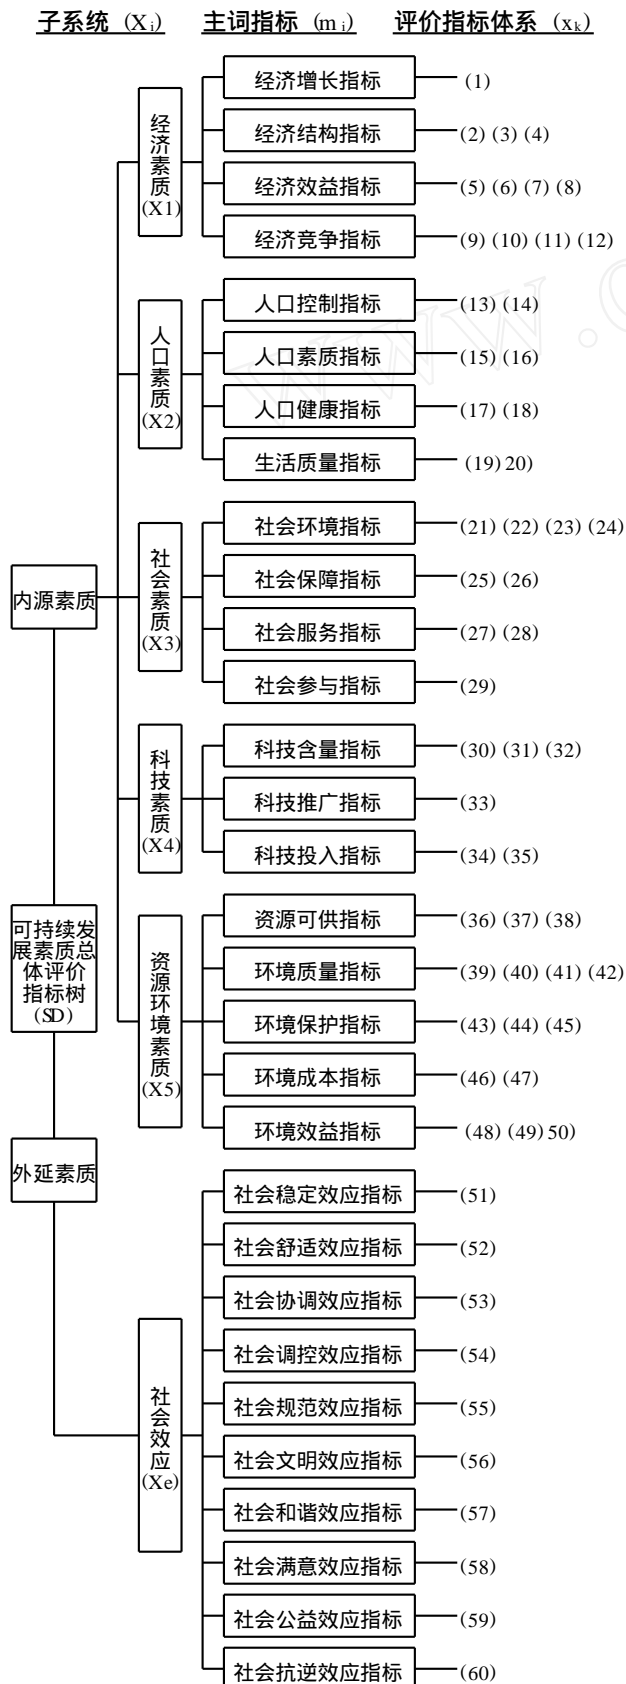 子系统 (Xi) 主词指标 (mi) 评价指标体系 (xk)
经济素质(X1)
经济增长指标 (1)
经济结构指标 (2) (3) (4)
经济效益指标 (5) (6) (7) (8)
经济竞争指标 (9) (10) (11) (12)
人口素质(X2)
人口控制指标 (13) (14)
人口素质指标 (15) (16)
人口健康指标 (17) (18)
生活质量指标 (19) 20)
内源素质
社会素质(X3)
社会环境指标 (21) (22) (23) (24)
社会保障指标 (25) (26)
社会服务指标 (27) (28)
社会参与指标 (29)
科技素质(X4)
科技含量指标 (30) (31) (32)
科技推广指标 (33)
科技投入指标 (34) (35)
可持续发
展素质总
体评价
指标树
(SD)
资源环境素质(X5)
资源可供指标 (36) (37) (38)
环境质量指标 (39) (40) (41) (42)
环境保护指标 (43) (44) (45)
环境成本指标 (46) (47)
环境效益指标 (48) (49) 50)
外延素质
社会效应(Xe)
社会稳定效应指标 (51)
社会舒适效应指标 (52)
社会协调效应指标 (53)
社会调控效应指标 (54)
社会规范效应指标 (55)
社会文明效应指标 (56)
社会和谐效应指标 (57)
社会满意效应指标 (58)
社会公益效应指标 (59)
社会抗逆效应指标 (60)
www.c